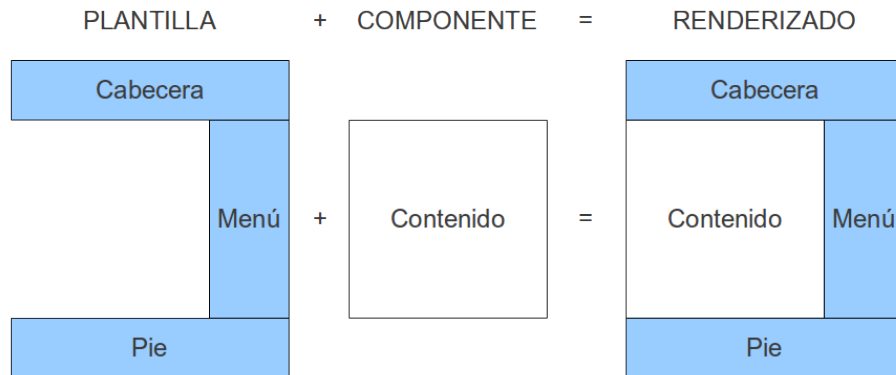 PLANTILLA + COMPONENTE = RENDERIZADO
Cabecera Cabecera
Menú + Contenido = Contenido Menú
Pie Pie